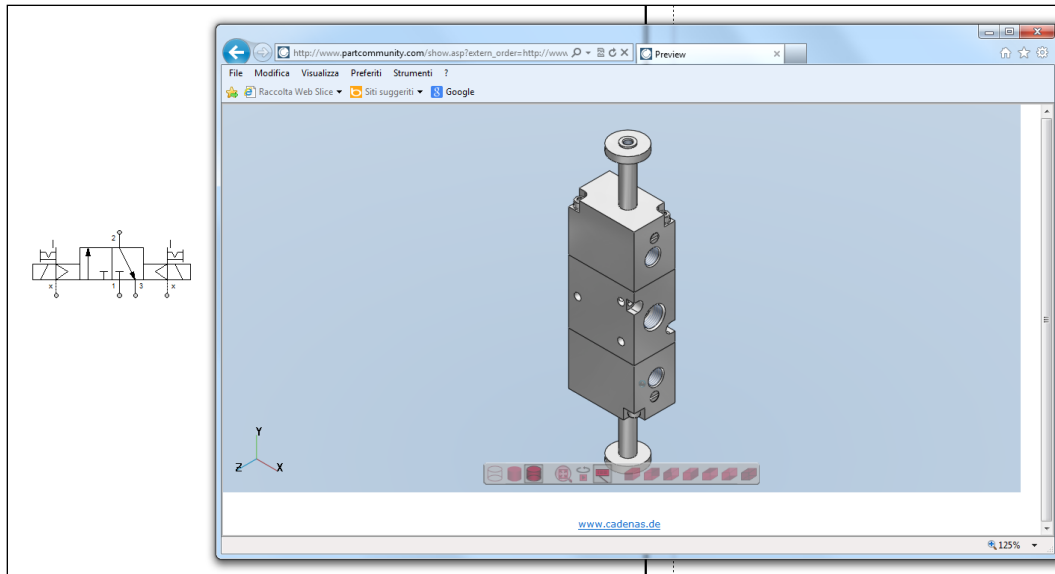 http://www.partcommunity.com/show.asp?extern_order=http://www.
Preview
File Modifica Visualizza Preferiti Strumenti ?
Raccolta Web Slice Siti suggeriti Google
2
x 1 3 x
Y
Z X
www.cadenas.de
125%